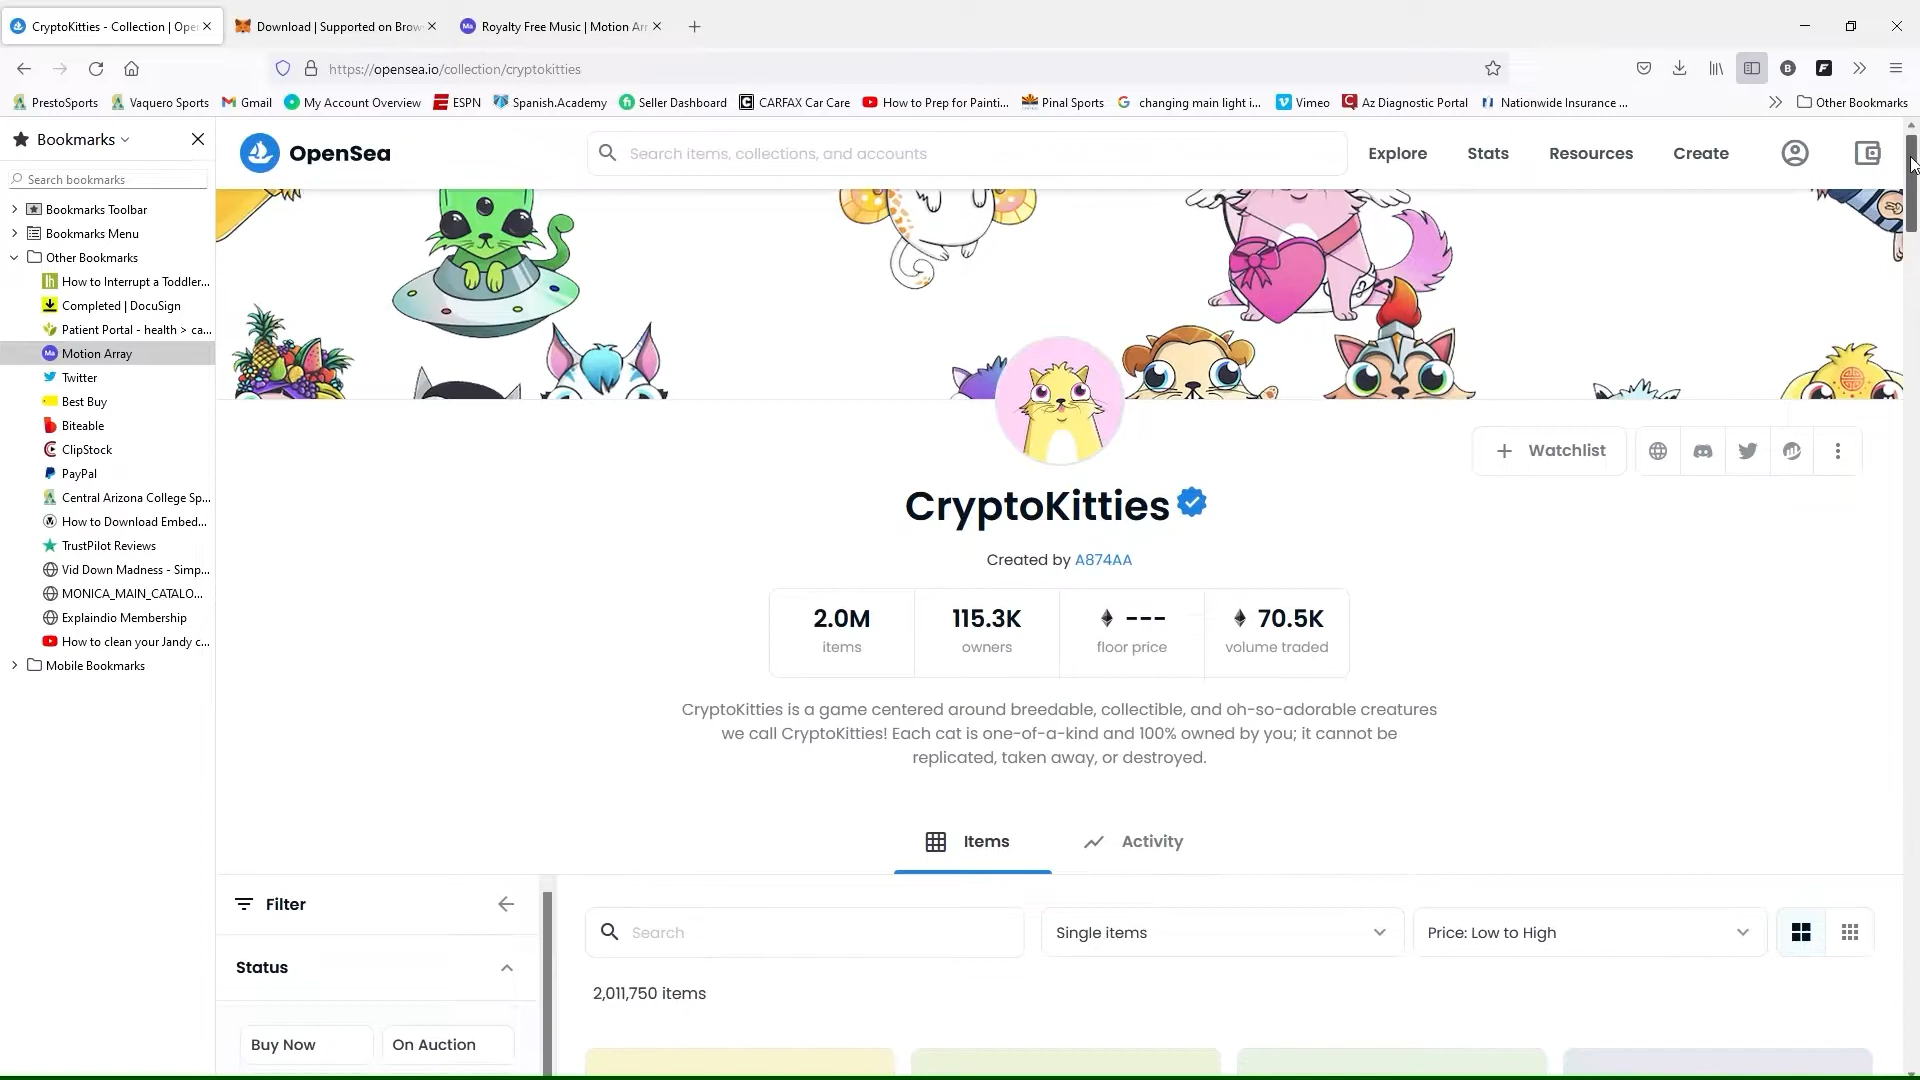 CryptoKitties - Collection | Ope
Download | Supported on Brow
Royalty Free Music | Motion Ar
https://opensea.io/collection/cryptokitties
PrestoSports
Vaquero Sports
Gmail
My Account Overview
ESPN
Spanish.Academy
Seller Dashboard
CARFAX Car Care
How to Prep for Painti...
Pinal Sports
changing main light i...
Vimeo
Az Diagnostic Portal
Nationwide Insurance ...
Other Bookmarks
Bookmarks
Search bookmarks
Bookmarks Toolbar
Bookmarks Menu
Other Bookmarks
How to Interrupt a Toddler...
Completed | DocuSign
Patient Portal - health > ca...
Motion Array
Twitter
Best Buy
Biteable
ClipStock
PayPal
Central Arizona College Sp...
How to Download Embed...
TrustPilot Reviews
Vid Down Madness - Simp...
MONICA_MAIN_CATALO...
Explaindio Membership
How to clean your Jandy c...
Mobile Bookmarks
OpenSea
Search items, collections, and accounts
Explore
Stats
Resources
Create
Watchlist
CryptoKitties
Created by A874AA
2.0M
items
115.3K
owners
---
floor price
70.5K
volume traded
CryptoKitties is a game centered around breedable, collectible, and oh-so-adorable creatures
we call CryptoKitties! Each cat is one-of-a-kind and 100% owned by you; it cannot be
replicated, taken away, or destroyed.
Items
Activity
Filter
Status
Buy Now
On Auction
Search
Single items
Price: Low to High
2,011,750 items